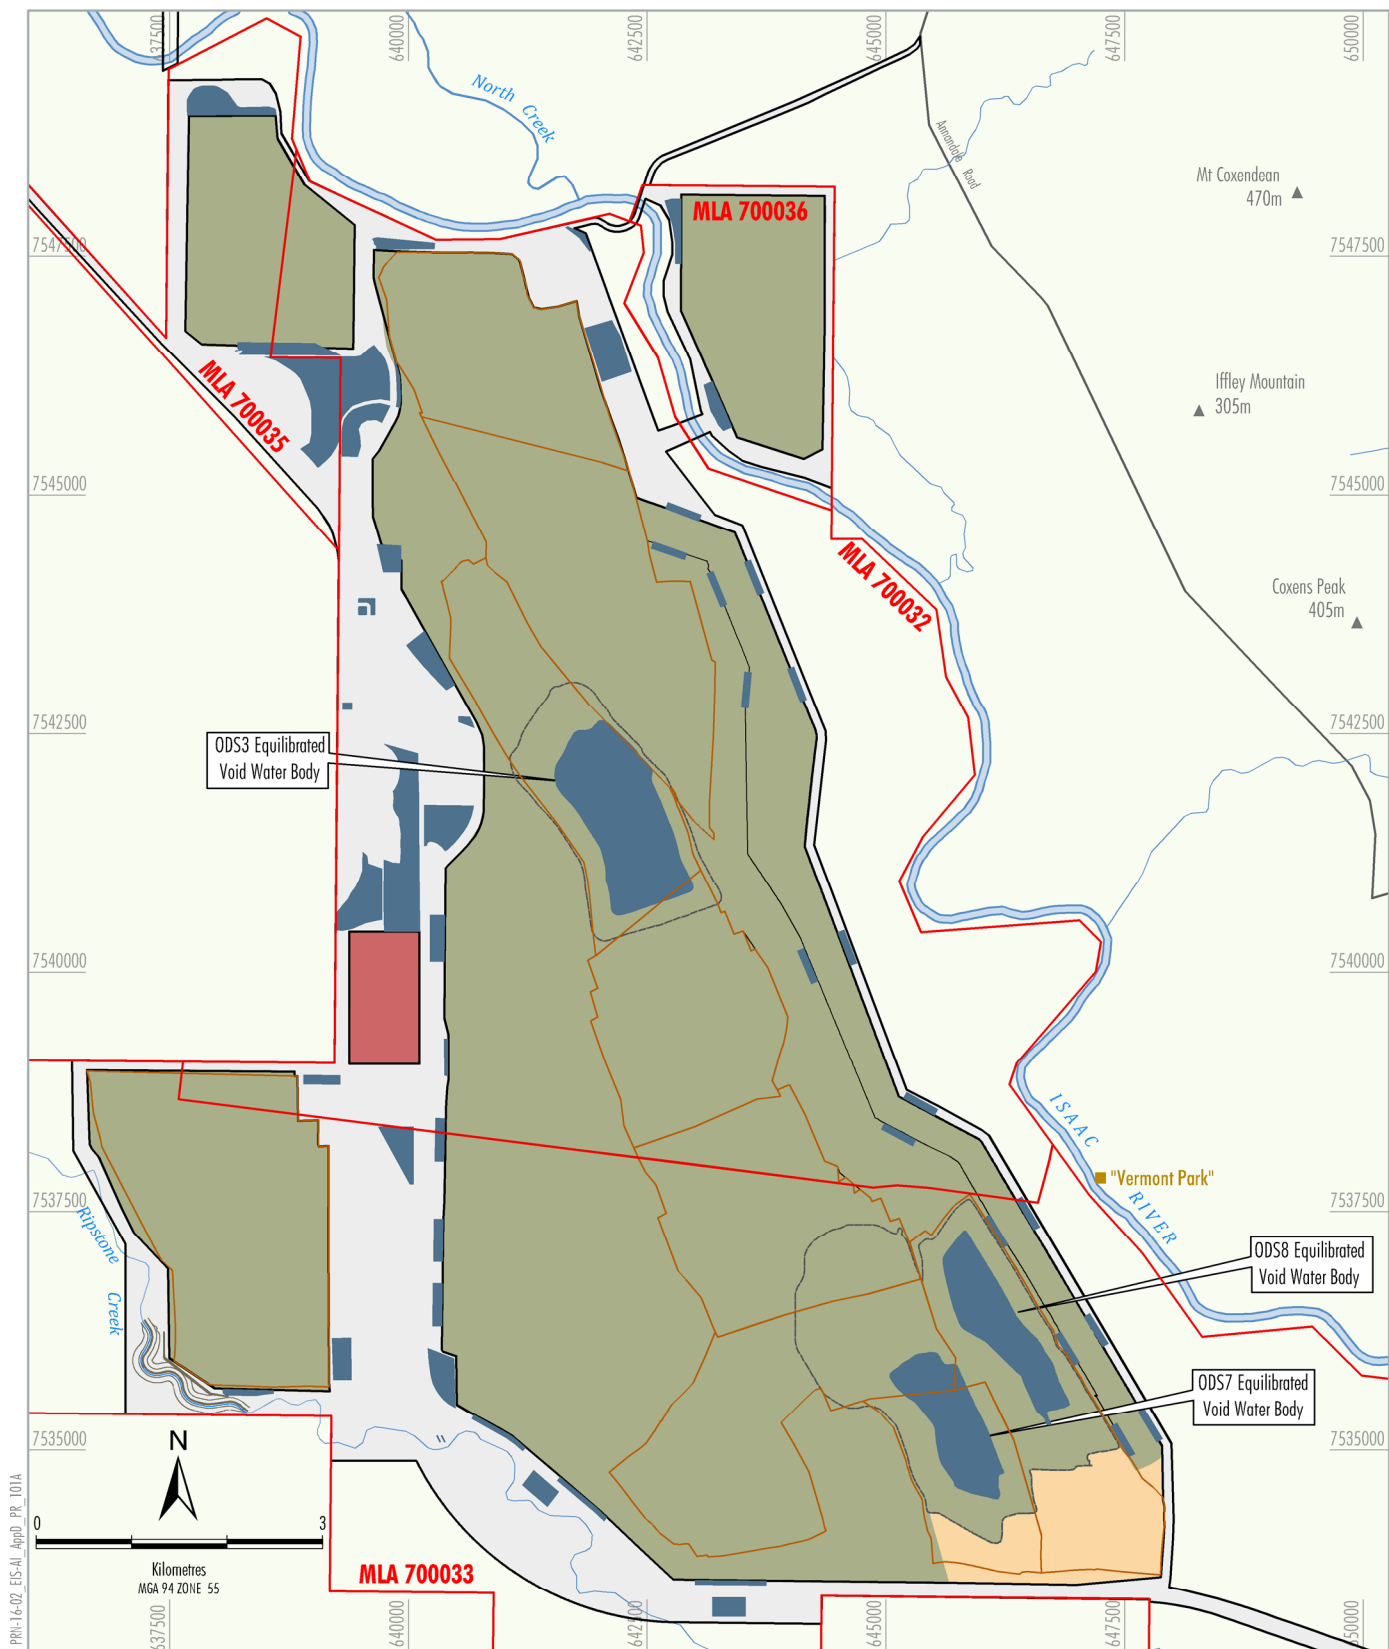 637500
640000
642500
645000
647500
650000
North Creek
Annandale Road
Mt Coxendean
470m
MLA 700036
7547500
7547500
Iffley Mountain
305m
MLA 700035
7545000
7545000
MLA 700032
Coxens Peak
405m
7542500
7542500
ODS3 Equilibrated
Void Water Body
7540000
7540000
ISAAC
RIVER
"Vermont Park"
7537500
7537500
Ripstone
Creek
ODS8 Equilibrated
Void Water Body
ODS7 Equilibrated
Void Water Body
7535000
7535000
N
0
3
Kilometres
MGA 94 ZONE 55
MLA 700033
PRN-16-02_EIS-AI_AppD_PR_101A
637500
640000
642500
645000
647500
650000